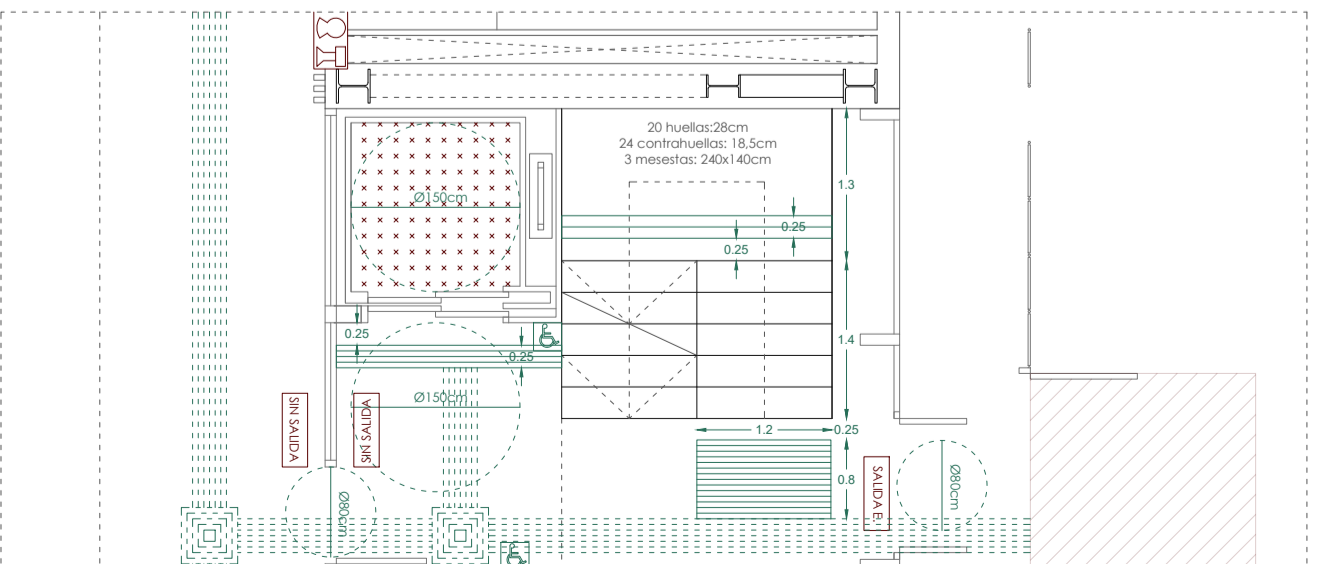 20 huellas:28cm
24 contrahuellas: 18,5cm
3 mesestas: 240x140cm
Ø150cm
1.3
0.25
0.25
0.25
0.25
1.4
Ø150cm
SIN SALIDA
SIN SALIDA
1.2
0.25
0.8
SALIDA E.
Ø80cm
Ø80cm